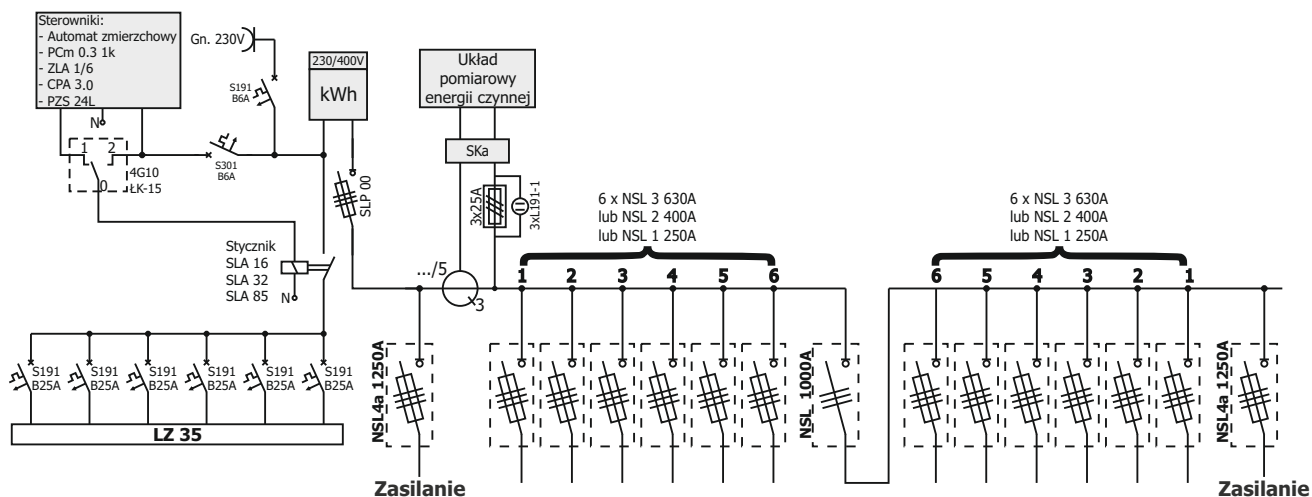 Sterowniki:
- Automat zmierzchowy
- PCm 0.3 1k
- ZLA 1/6
- CPA 3.0
- PZS 24L
N
1 2
0
4G10
ŁK-15
S301
B6A
Gn. 230V
S191
B6A
230/400V
kWh
SLP 00
Układ
pomiarowy
energii czynnej
SKa
3x25A
3xL191-1
Stycznik
SLA 16
SLA 32
SLA 85
N
.../5
3
6 x NSL 3 630A
lub NSL 2 400A
lub NSL 1 250A
1 2 3 4 5 6
6 x NSL 3 630A
lub NSL 2 400A
lub NSL 1 250A
6 5 4 3 2 1
S191
B25A
S191
B25A
S191
B25A
S191
B25A
S191
B25A
S191
B25A
LZ 35
NSL4a 1250A
NSL 1000A
NSL4a 1250A
Zasilanie
Zasilanie